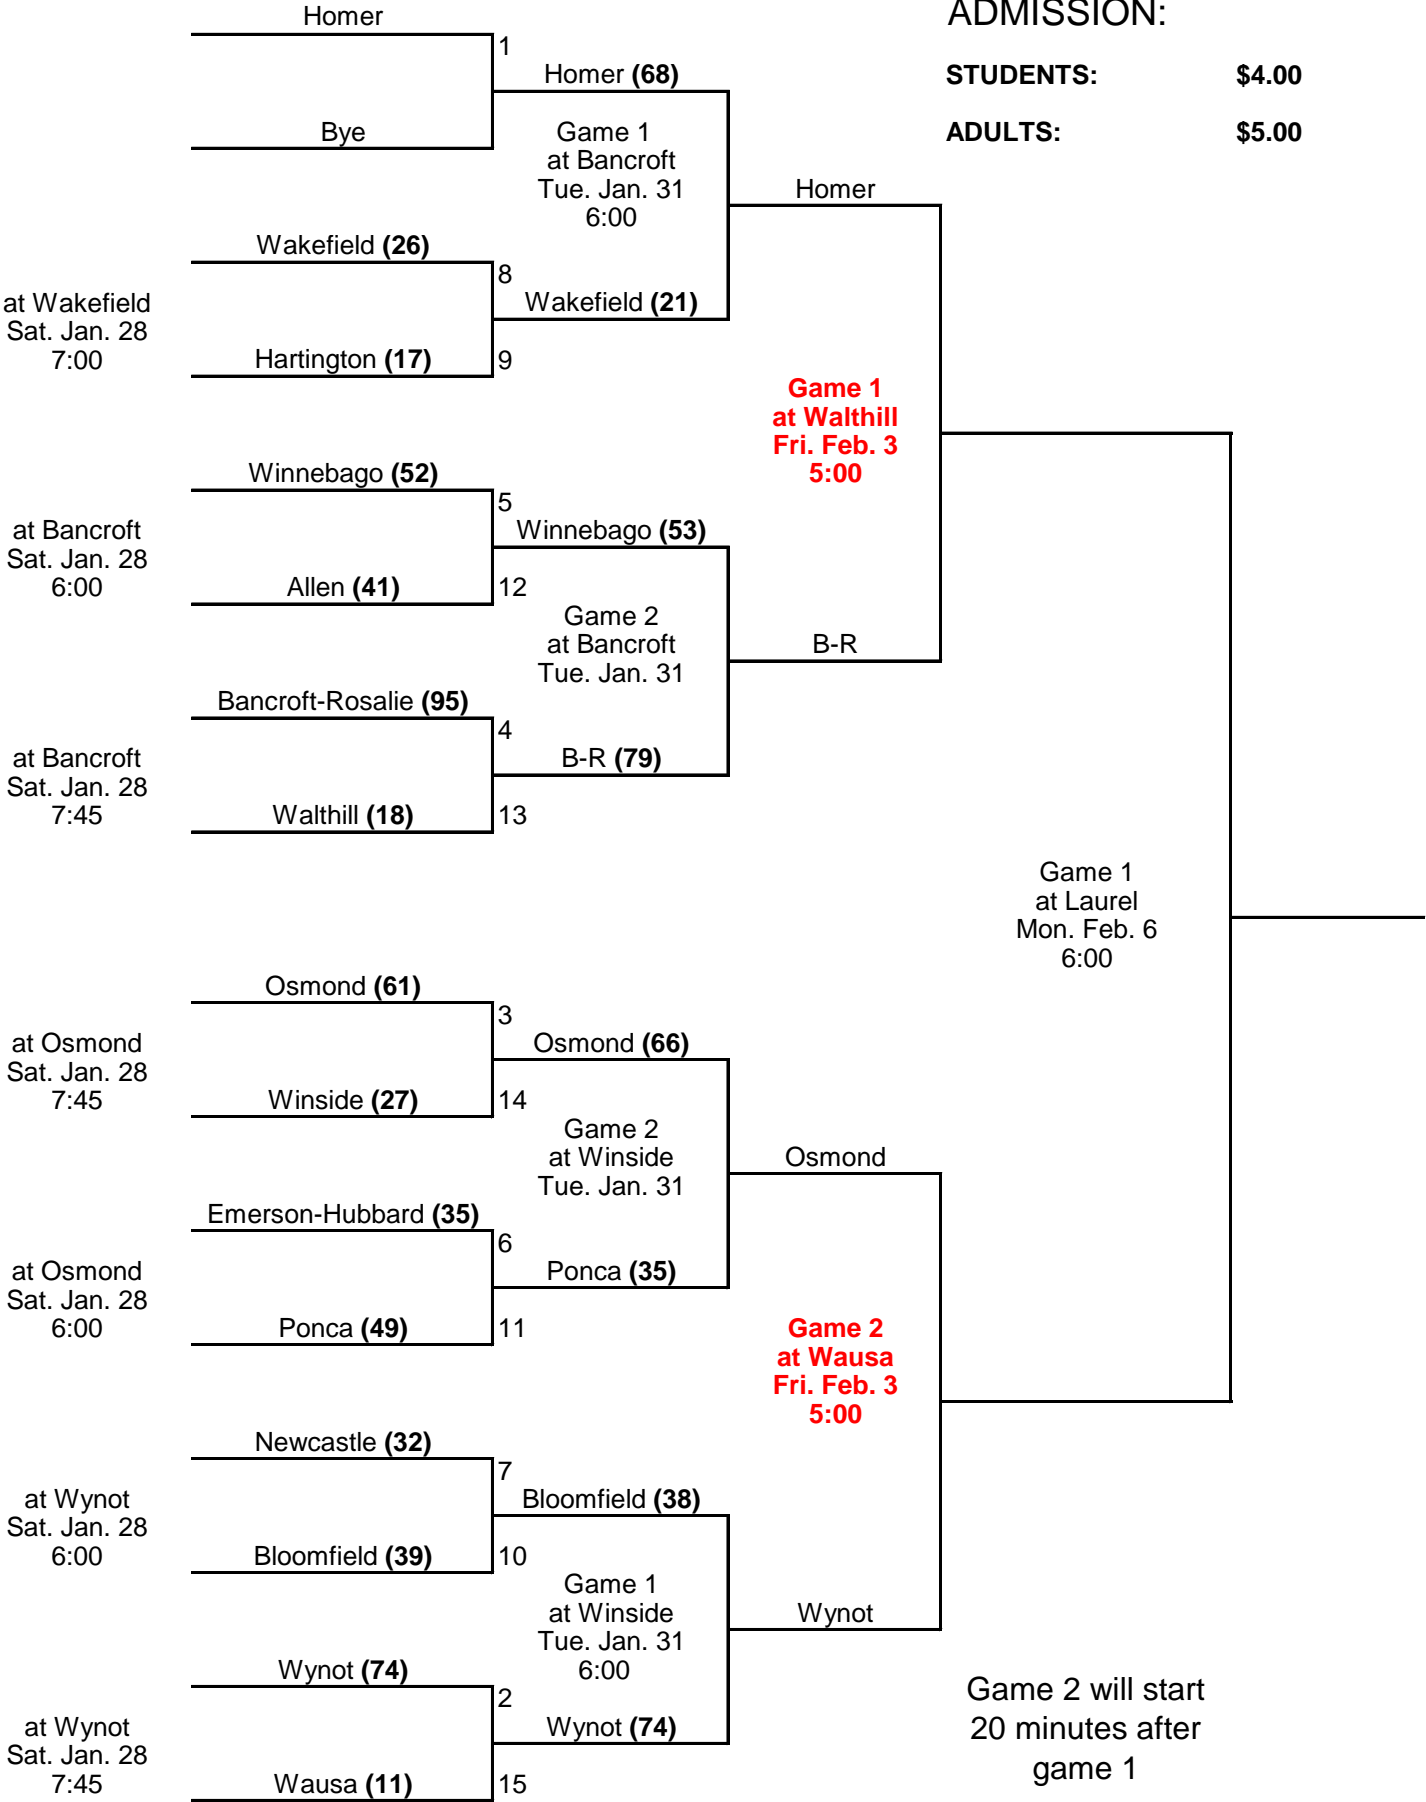 Homer
ADMISSION:
1
Homer (68)
STUDENTS: $4.00
Bye
Game 1
at Bancroft
Tue. Jan. 31
6:00
ADULTS: $5.00
Homer
Wakefield (26)
8
at Wakefield
Sat. Jan. 28
7:00
Wakefield (21)
Hartington (17)
9
Game 1
at Walthill
Fri. Feb. 3
5:00
Winnebago (52)
5
at Bancroft
Sat. Jan. 28
6:00
Winnebago (53)
Allen (41)
12
Game 2
at Bancroft
Tue. Jan. 31
B-R
Bancroft-Rosalie (95)
4
at Bancroft
Sat. Jan. 28
7:45
B-R (79)
Walthill (18)
13
Game 1
at Laurel
Mon. Feb. 6
6:00
Osmond (61)
3
at Osmond
Sat. Jan. 28
7:45
Osmond (66)
Winside (27)
14
Game 2
at Winside
Tue. Jan. 31
Osmond
Emerson-Hubbard (35)
6
at Osmond
Sat. Jan. 28
6:00
Ponca (35)
Ponca (49)
11
Game 2
at Wausa
Fri. Feb. 3
5:00
Newcastle (32)
7
at Wynot
Sat. Jan. 28
6:00
Bloomfield (38)
Bloomfield (39)
10
Game 1
at Winside
Tue. Jan. 31
6:00
Wynot
Wynot (74)
2
at Wynot
Sat. Jan. 28
7:45
Wynot (74)
Wausa (11)
15
Game 2 will start
20 minutes after
game 1